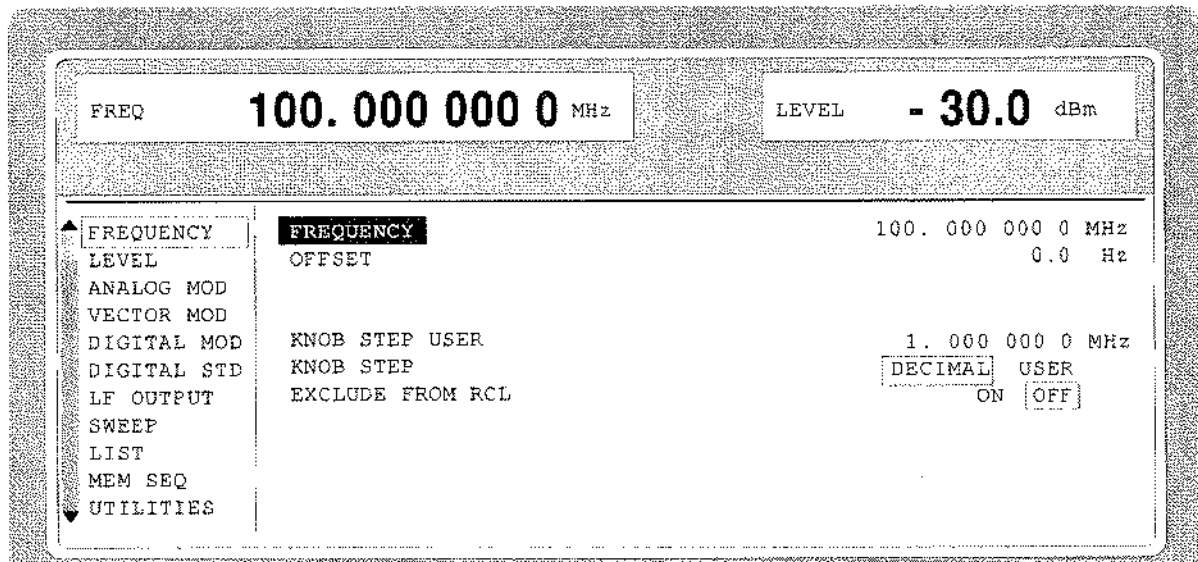 FREQ 100. 000 000 0 MHz
LEVEL - 30.0 dBm
FREQUENCY
LEVEL
ANALOG MOD
VECTOR MOD
DIGITAL MOD
DIGITAL STD
LF OUTPUT
SWEEP
LIST
MEM SEQ
UTILITIES
FREQUENCY 100. 000 000 0 MHz
OFFSET 0.0 Hz
KNOB STEP USER 1. 000 000 0 MHz
KNOB STEP DECIMAL USER
EXCLUDE FROM RCL ON OFF